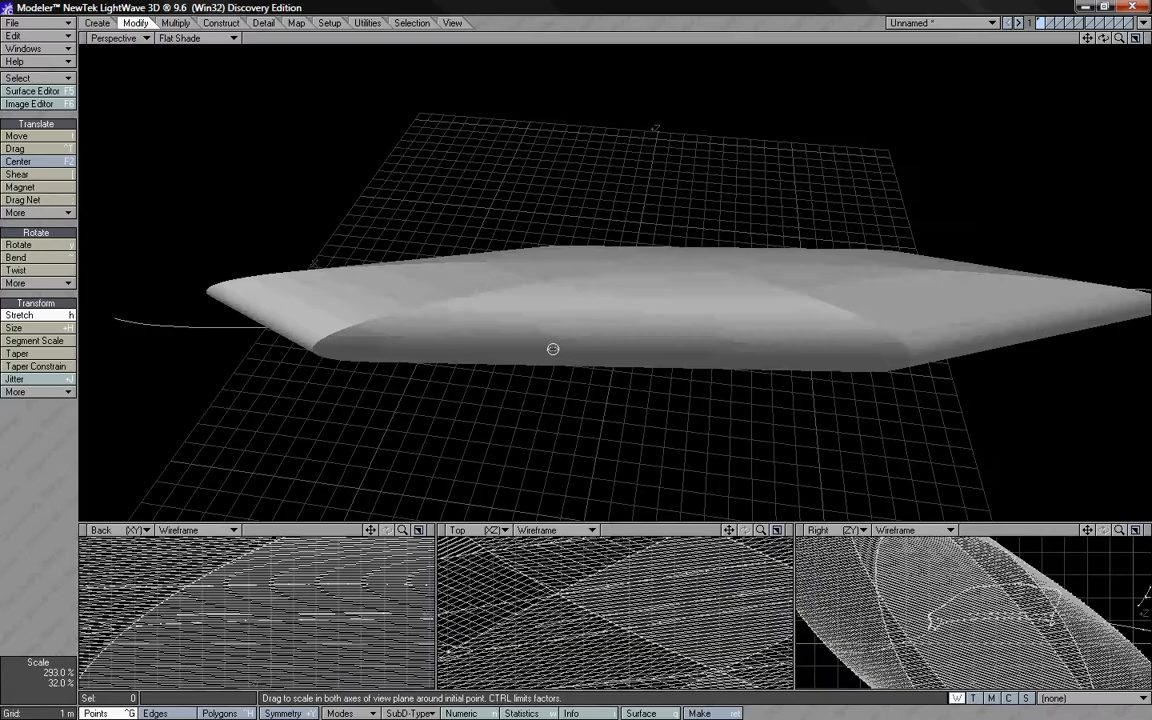 Modeler™ NewTek LightWave 3D ® 9.6 (Win32) Discovery Edition
File
Create
Modify
Multiply
Construct
Detail
Map
Setup
Utilities
Selection
View
Unnamed *
1
Edit
Perspective
Flat Shade
Windows
Help
Select
Surface Editor F5
Image Editor F6
Translate
Move t
Drag ^T
Center F2
Shear [
Magnet
Drag Net
More
Rotate
Rotate y
Bend ~
Twist
More
Transform
Stretch h
Size +H
Segment Scale
Taper
Taper Constrain
Jitter +J
More
Back (XY)
Wireframe
Top (XZ)
Wireframe
Right (ZY)
Wireframe
Scale
293.0 %
32.0 %
Sel: 0
Drag to scale in both axes of view plane around initial point. CTRL limits factors.
W
T
M
C
S
(none)
Grid: 1 m
Points ^G
Edges
Polygons ^H
Symmetry +Y
Modes
SubD-Type
Numeric n
Statistics w
Info i
Surface q
Make ret